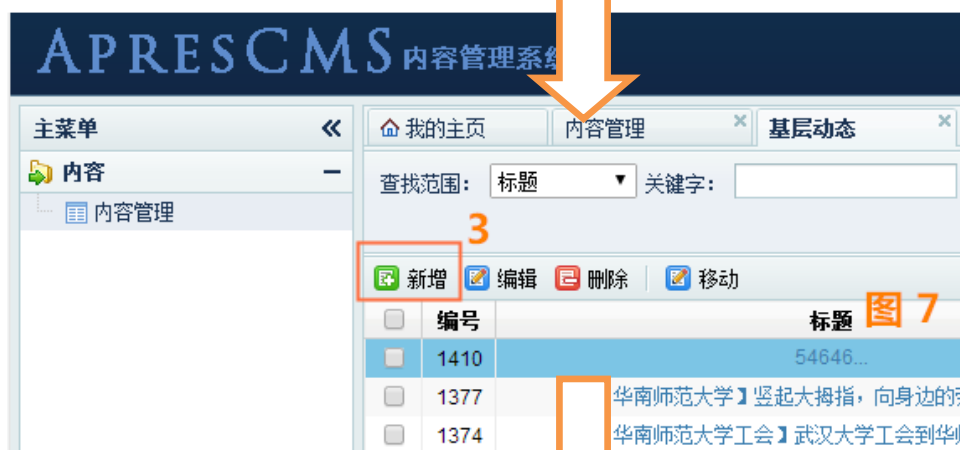 APRESCMS 内容管理系统
主菜单 «
我的主页 内容管理 × 基层动态 ×
内容
查找范围： 标题 ▼ 关键字：
内容管理
3
新增 编辑 删除 移动
编号 标题 图 7
1410 54646...
1377 华南师范大学】竖起大拇指，向身边的
1374 华南师范大学工会】武汉大学工会到华